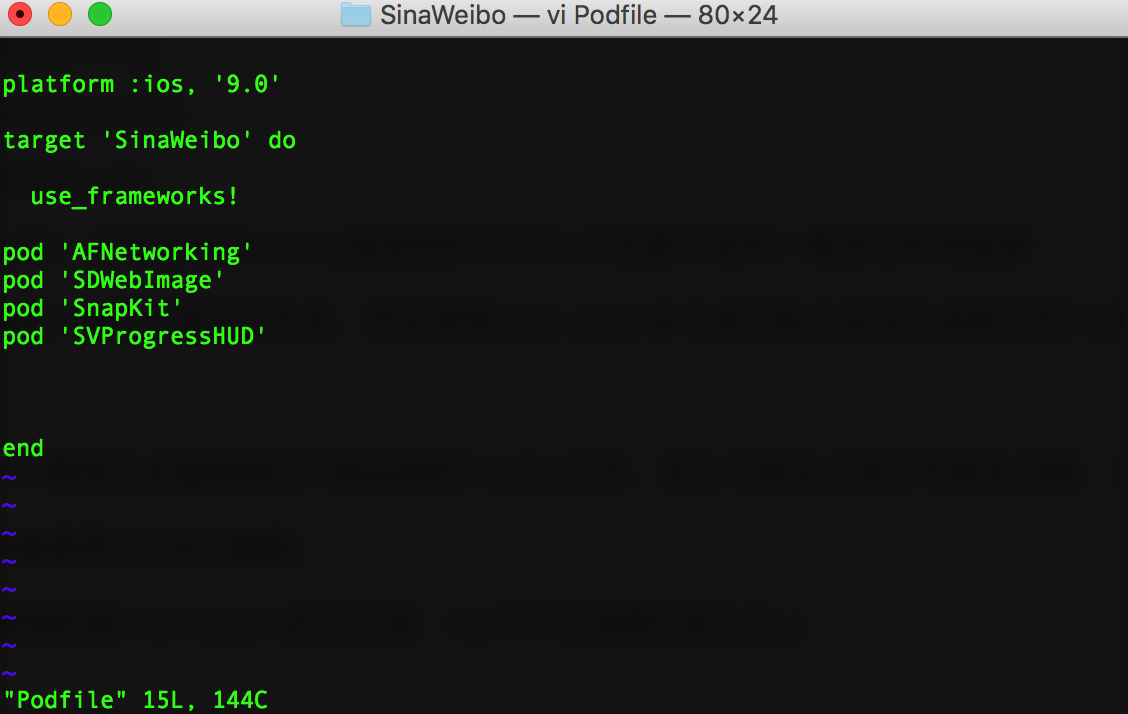 SinaWeibo — vi Podfile — 80×24
platform :ios, '9.0'
target 'SinaWeibo' do
use_frameworks!
pod 'AFNetworking'
pod 'SDWebImage'
pod 'SnapKit'
pod 'SVProgressHUD'
end
~
~
~
~
~
~
~
~
"Podfile" 15L, 144C